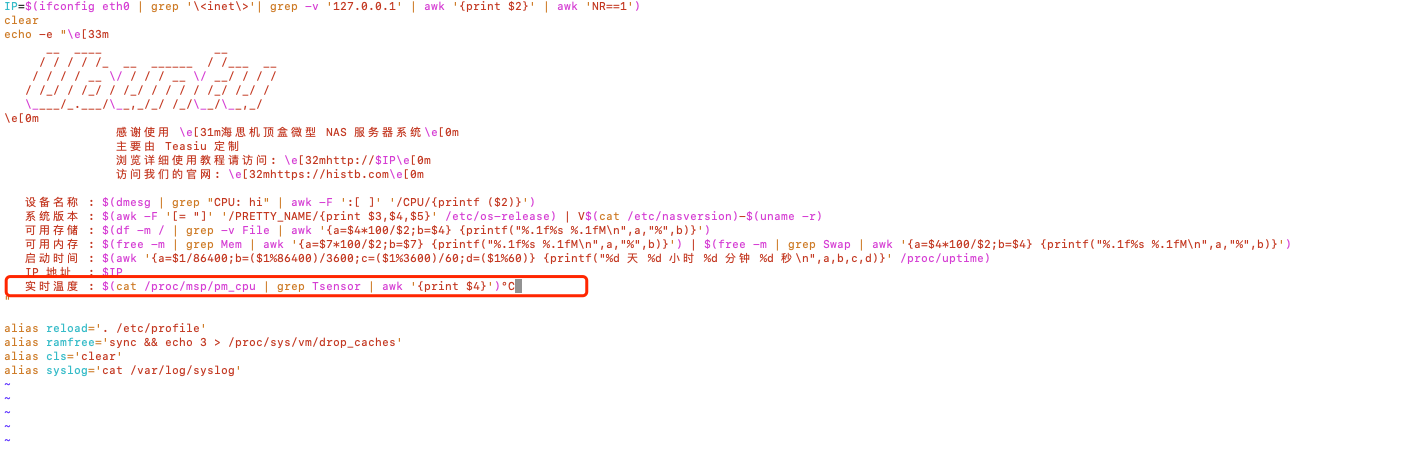 IP=$(ifconfig eth0 | grep '\<inet\>'| grep -v '127.0.0.1' | awk '{print $2}' | awk 'NR==1')
clear
echo -e "\e[33m
      __  ____                __
     / / / / /_  __  ______  / /___  __
    / / / / __ \/ / / / __ \/ __/ / / /
   / /_/ / /_/ / /_/ / / / / / /_/ /_/ /
   \____/_.___/\__,_/_/ /_/\__/\__,_/
\e[0m
                感谢使用 \e[31m海思机顶盒微型 NAS 服务器系统\e[0m
                主要由 Teasiu 定制
                浏览详细使用教程请访问: \e[32mhttp://$IP\e[0m
                访问我们的官网: \e[32mhttps://histb.com\e[0m
   设备名称 : $(dmesg | grep "CPU: hi" | awk -F ':[ ]' '/CPU/{printf ($2)}')
   系统版本 : $(awk -F '[= "]' '/PRETTY_NAME/{print $3,$4,$5}' /etc/os-release) | V$(cat /etc/nasversion)-$(uname -r)
   可用存储 : $(df -m / | grep -v File | awk '{a=$4*100/$2;b=$4} {printf("%.1f%s %.1fM\n",a,"%",b)}')
   可用内存 : $(free -m | grep Mem | awk '{a=$7*100/$2;b=$7} {printf("%.1f%s %.1fM\n",a,"%",b)}') | $(free -m | grep Swap | awk '{a=$4*100/$2;b=$4} {printf("%.1f%s %.1fM\n",a,"%",b)}')
   启动时间 : $(awk '{a=$1/86400;b=($1%86400)/3600;c=($1%3600)/60;d=($1%60)} {printf("%d 天 %d 小时 %d 分钟 %d 秒\n",a,b,c,d)}' /proc/uptime)
   IP 地址  : $IP
   实时温度 : $(cat /proc/msp/pm_cpu | grep Tsensor | awk '{print $4}')°C
"
alias reload='. /etc/profile'
alias ramfree='sync && echo 3 > /proc/sys/vm/drop_caches'
alias cls='clear'
alias syslog='cat /var/log/syslog'
~
~
~
~
~